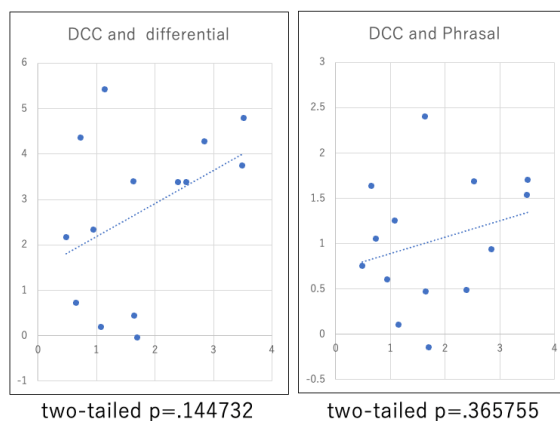 DCC and differential
6
5
4
3
2
1
0
-1
0 1 2 3 4
two-tailed p=.144732
DCC and Phrasal
3
2.5
2
1.5
1
0.5
0
-0.5
0 1 2 3 4
two-tailed p=.365755